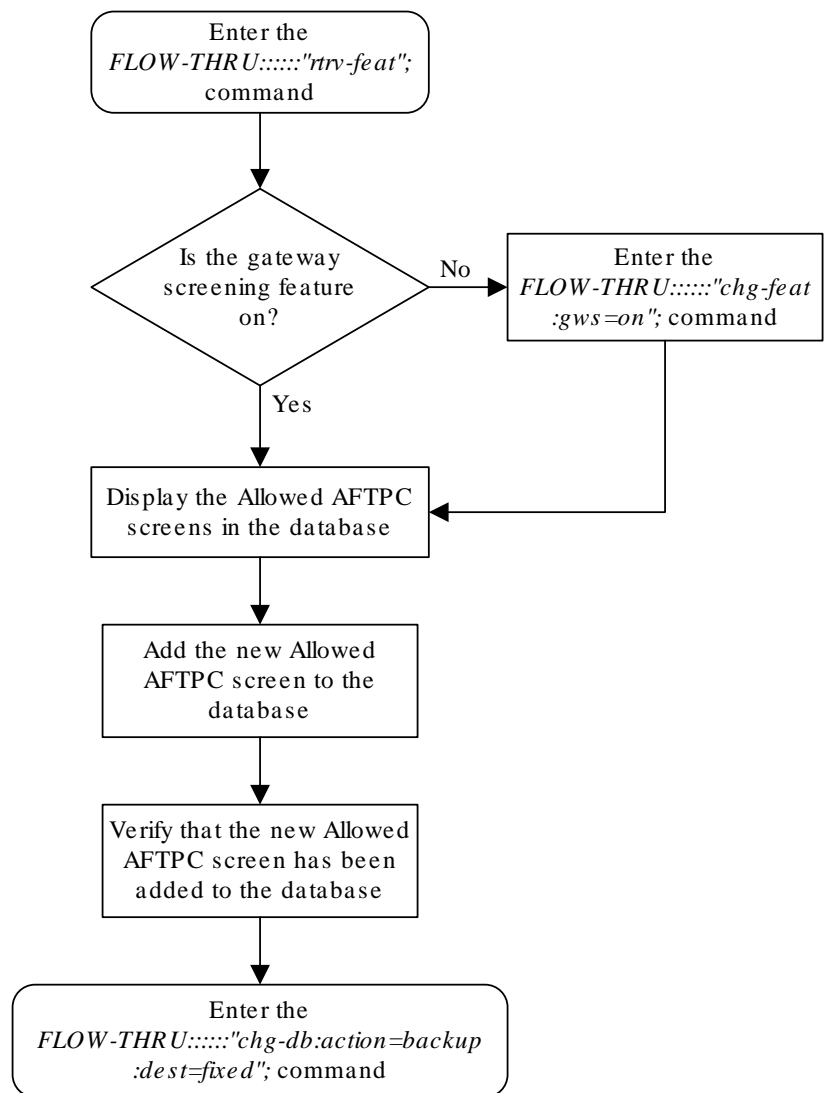 Enter the
FLOW-THRU::::::"rtrv-feat";
command
Is the gateway
screening feature
on?
No
Enter the
FLOW-THRU::::::"chg-feat
:gws=on"; command
Yes
Display the Allowed AFTPC
screens in the database
Add the new Allowed
AFTPC screen to the
database
Verify that the new Allowed
AFTPC screen has been
added to the database
Enter the
FLOW-THRU::::::"chg-db:action=backup
:dest=fixed"; command